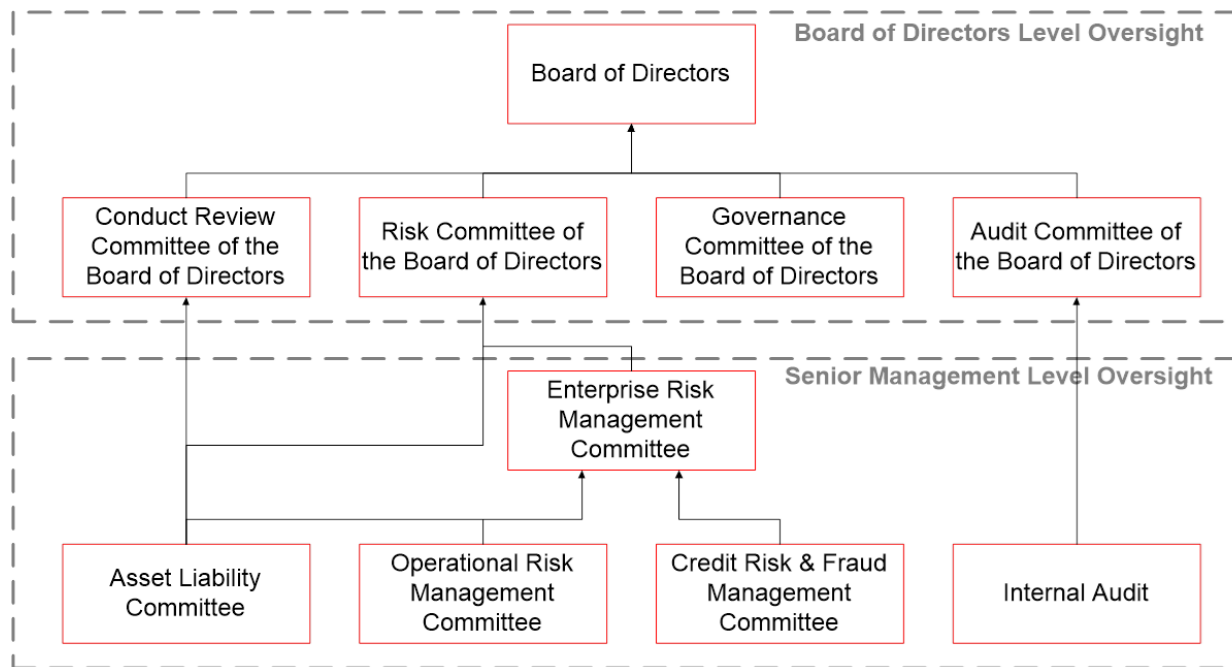 Board of Directors Level Oversight
Board of Directors
Conduct Review
Committee of the
Board of Directors
Risk Committee of
the Board of Directors
Governance
Committee of the
Board of Directors
Audit Committee of
the Board of Directors
Senior Management Level Oversight
Enterprise Risk
Management
Committee
Asset Liability
Committee
Operational Risk
Management
Committee
Credit Risk & Fraud
Management
Committee
Internal Audit